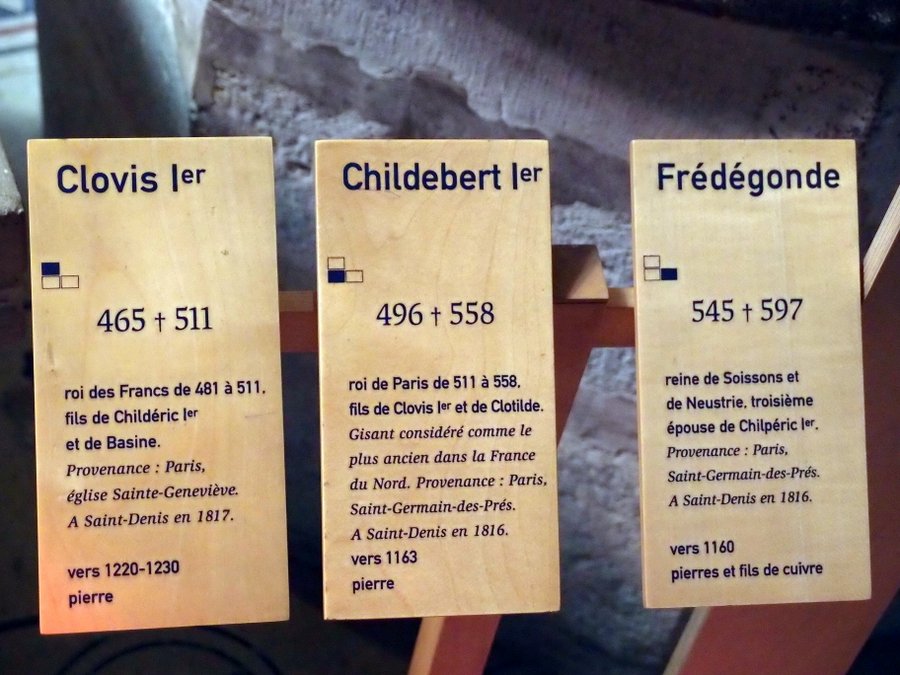 Clovis Ier
465 † 511
roi des Francs de 481 à 511,
fils de Childéric Ier
et de Basine.
Provenance : Paris,
église Sainte-Geneviève.
A Saint-Denis en 1817.
vers 1220-1230
pierre
Childebert Ier
496 † 558
roi de Paris de 511 à 558,
fils de Clovis Ier et de Clotilde.
Gisant considéré comme le
plus ancien dans la France
du Nord. Provenance : Paris,
Saint-Germain-des-Prés.
A Saint-Denis en 1816.
vers 1163
pierre
Frédégonde
545 † 597
reine de Soissons et
de Neustrie, troisième
épouse de Chilpéric Ier.
Provenance : Paris,
Saint-Germain-des-Prés.
A Saint-Denis en 1816.
vers 1160
pierres et fils de cuivre